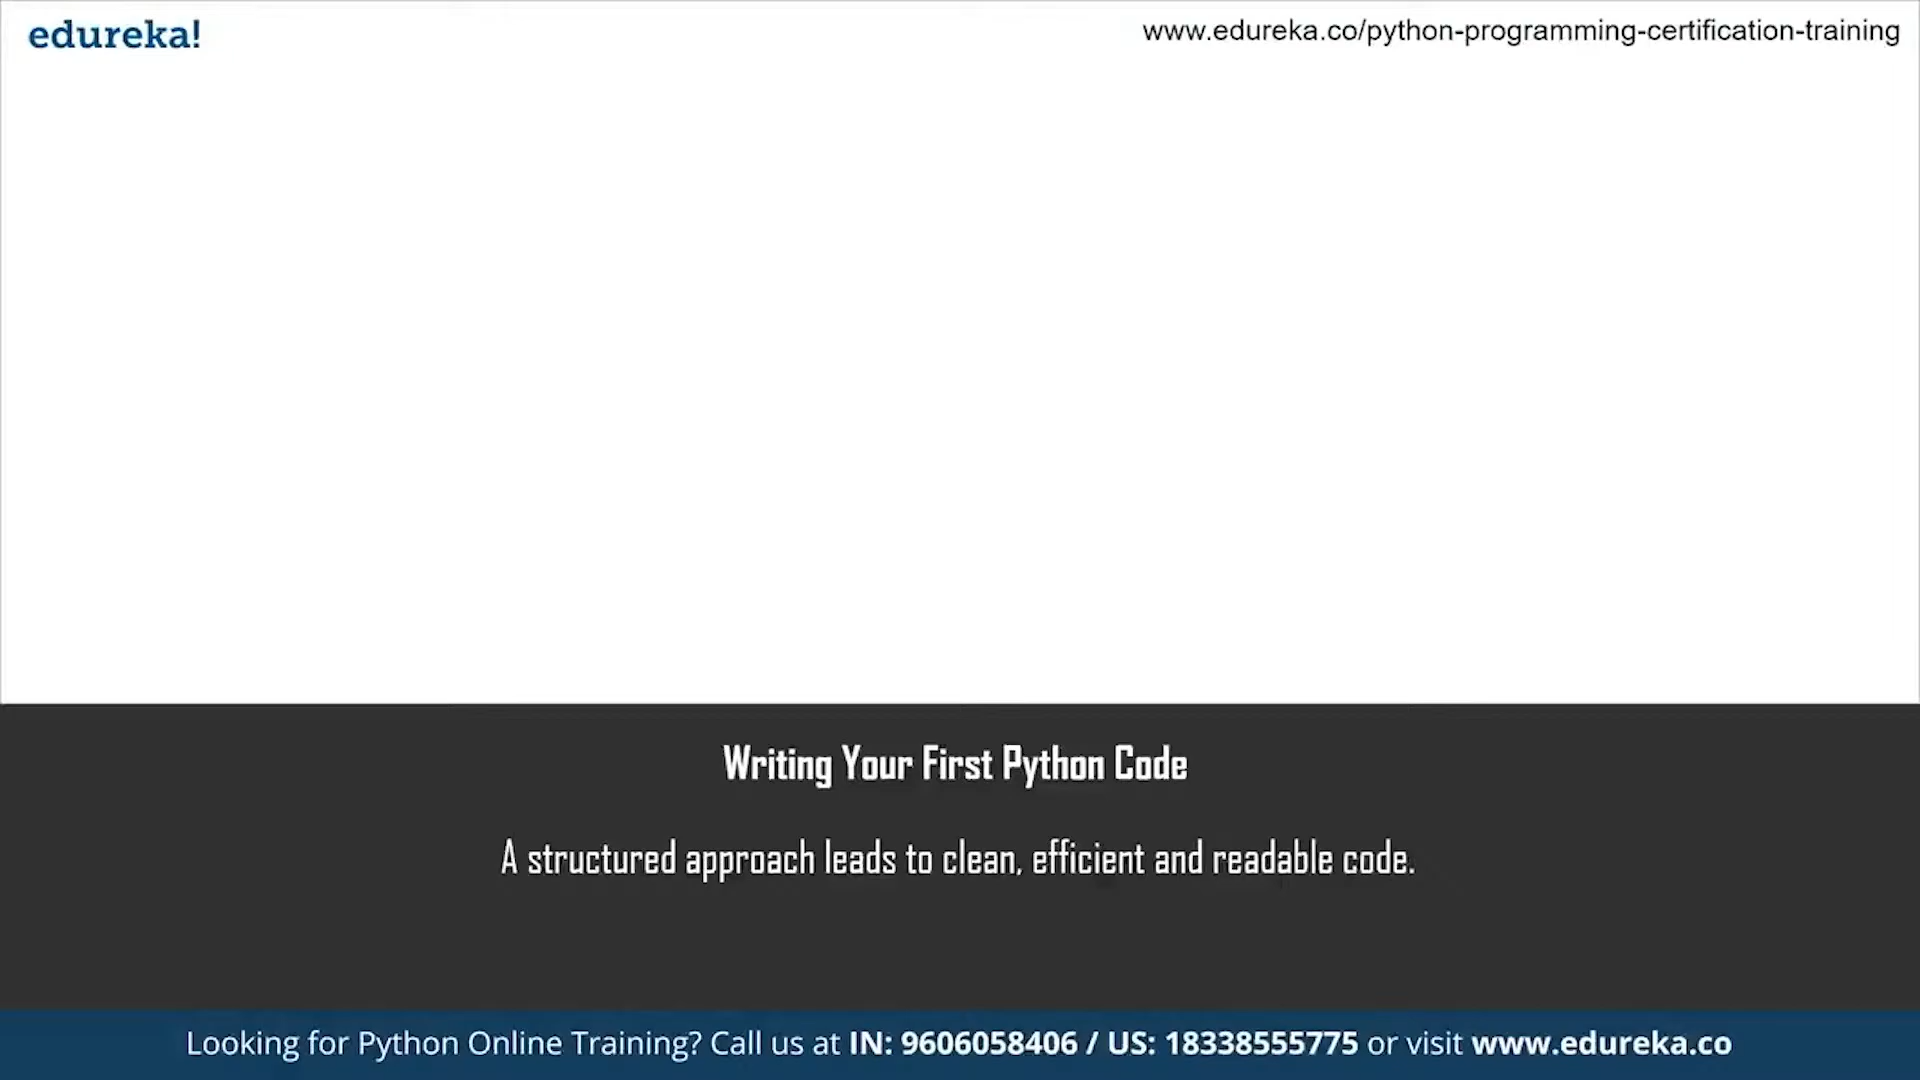 edureka!
www.edureka.co/python-programming-certification-training
Writing Your First Python Code
A structured approach leads to clean, efficient and readable code.
Looking for Python Online Training? Call us at IN: 9606058406 / US: 18338555775 or visit www.edureka.co